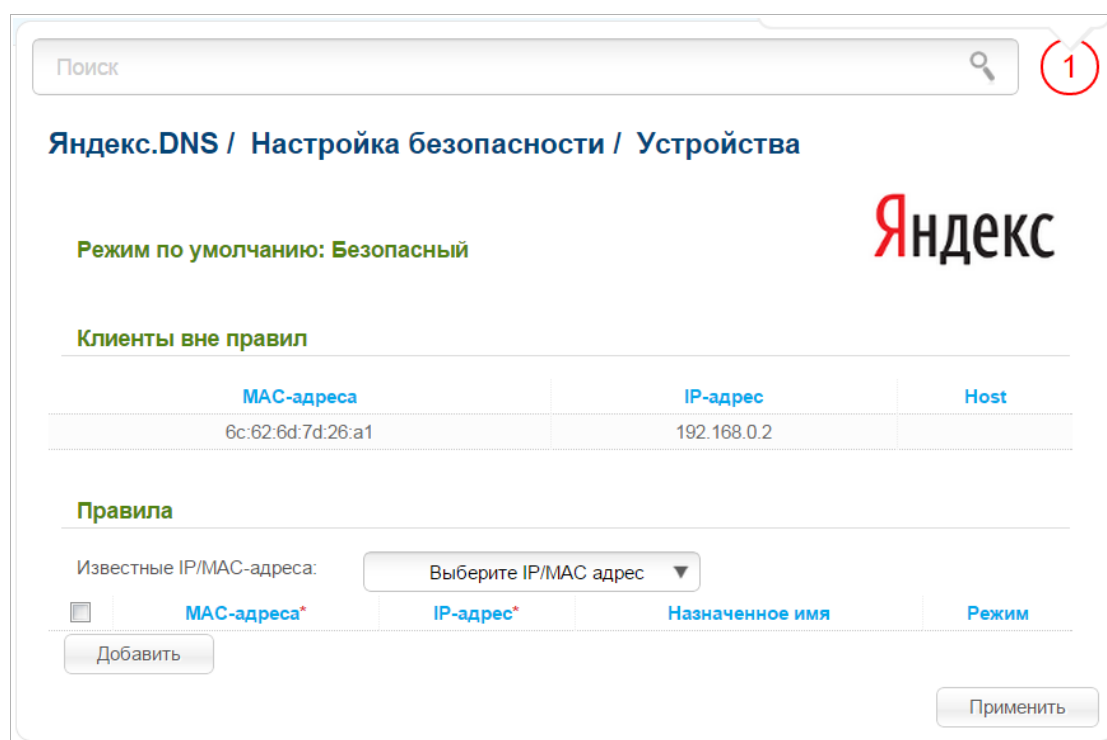 Поиск
1
Яндекс.DNS / Настройка безопасности / Устройства
Яндекс
Режим по умолчанию: Безопасный
Клиенты вне правил
MAC-адреса IP-адрес Host
6c:62:6d:7d:26:a1 192.168.0.2
Правила
Известные IP/MAC-адреса: Выберите IP/MAC адрес
MAC-адреса* IP-адрес* Назначенное имя Режим
Добавить
Применить